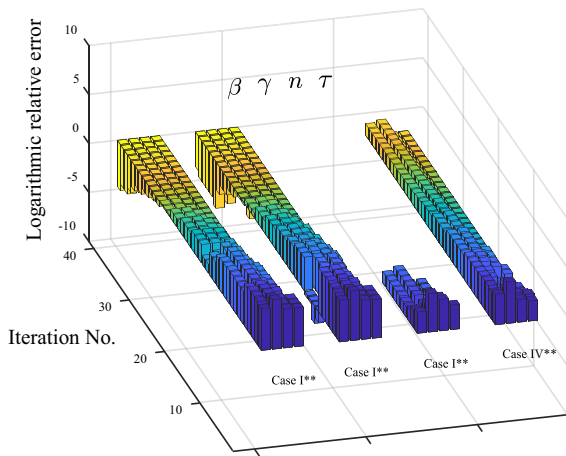 10
5
0
-5
-10
Logarithmic relative error
β γ n τ
40
30
20
10
Iteration No.
Case I**
Case I**
Case I**
Case IV**